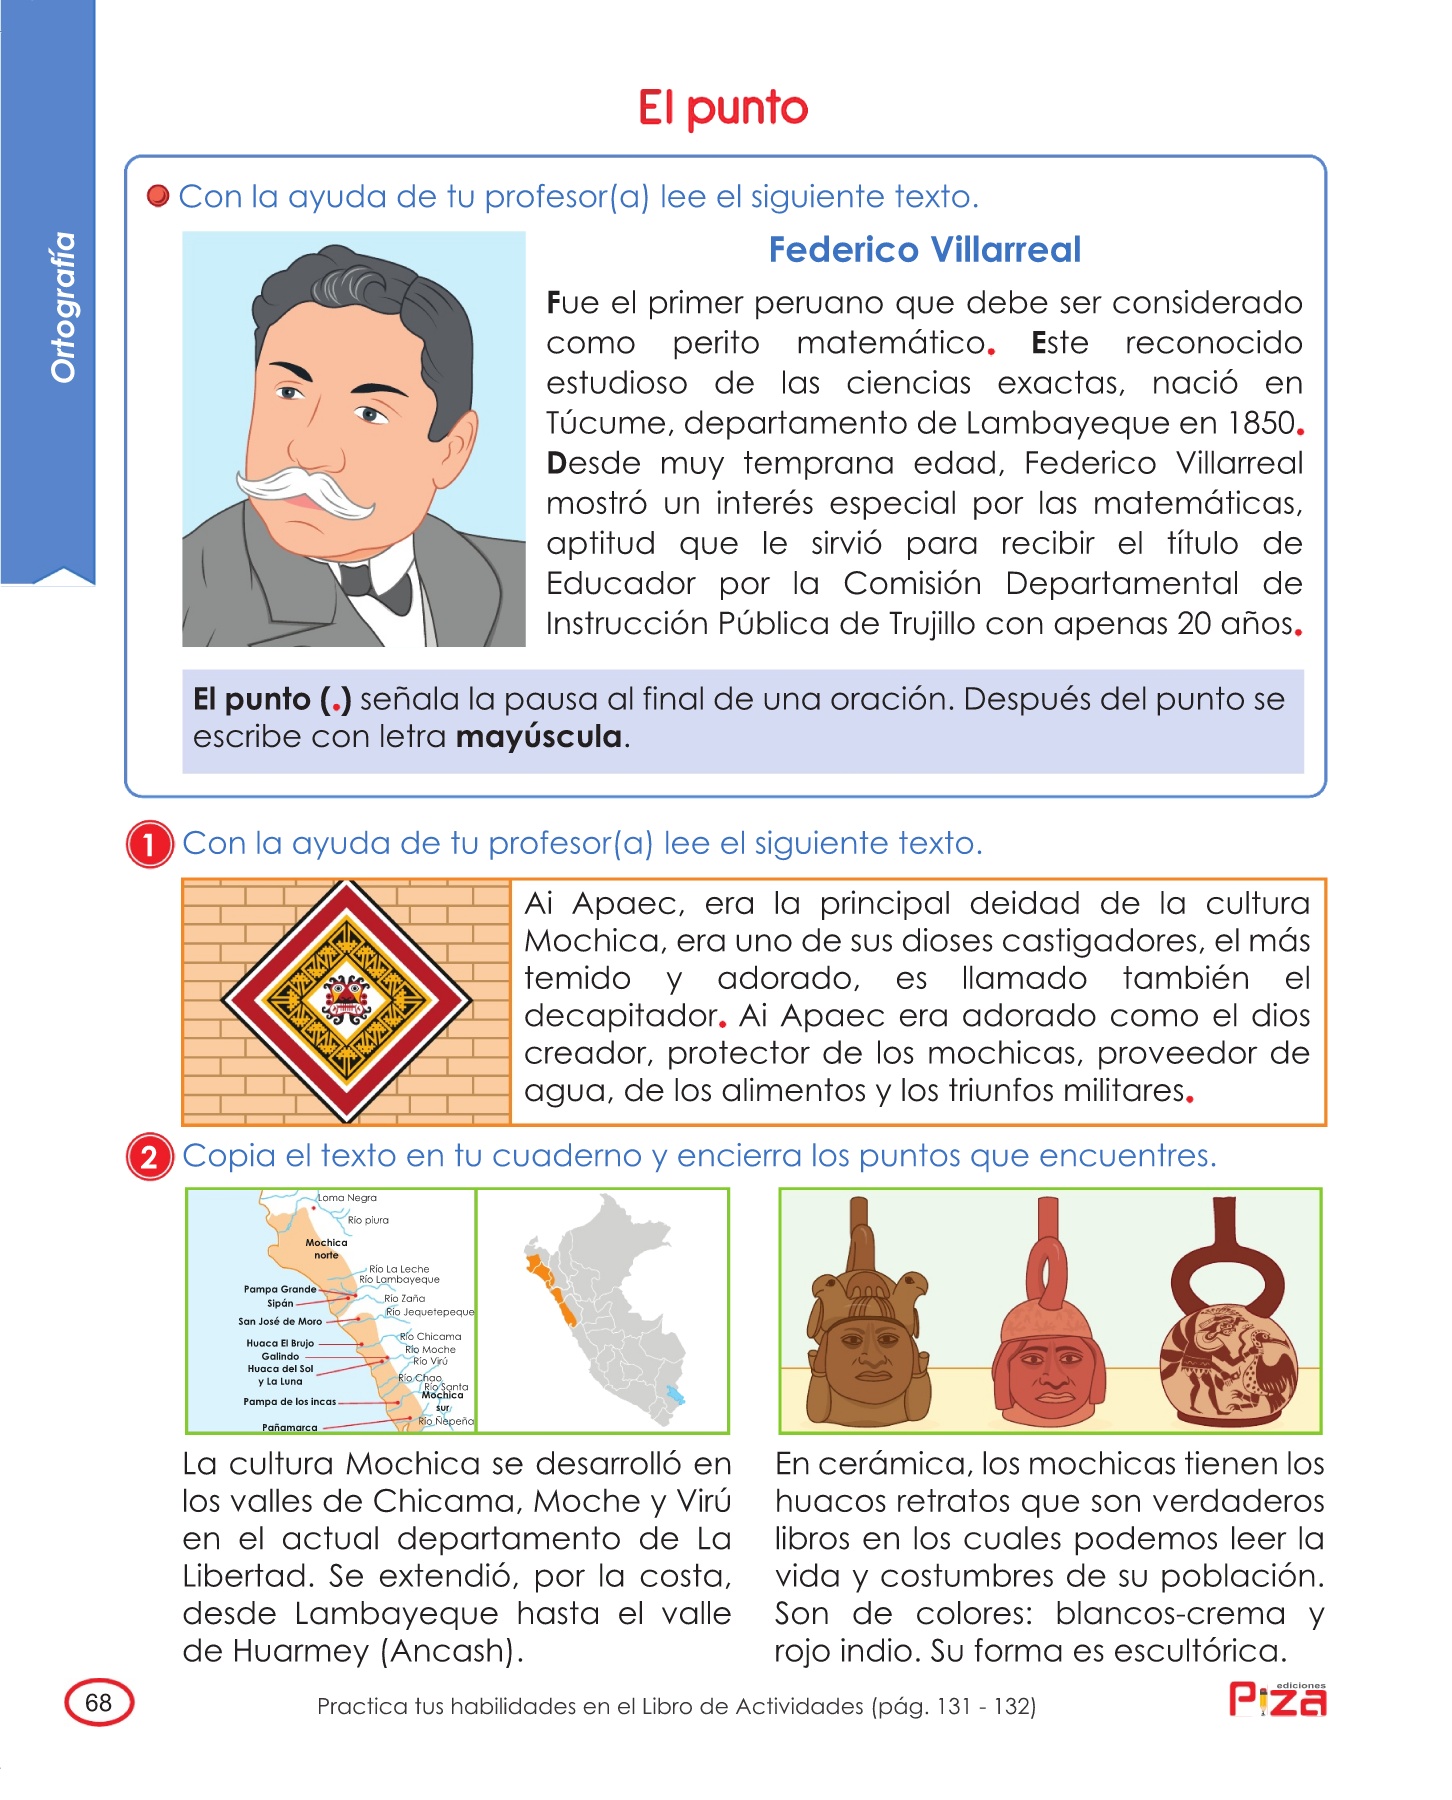 Ortografía
El punto
Con la ayuda de tu profesor(a) lee el siguiente texto.
Federico Villarreal
Fue el primer peruano que debe ser considerado
como perito matemático. Este reconocido
estudioso de las ciencias exactas, nació en
Túcume, departamento de Lambayeque en 1850.
Desde muy temprana edad, Federico Villarreal
mostró un interés especial por las matemáticas,
aptitud que le sirvió para recibir el título de
Educador por la Comisión Departamental de
Instrucción Pública de Trujillo con apenas 20 años.
El punto (.) señala la pausa al final de una oración. Después del punto se
escribe con letra mayúscula.
1 Con la ayuda de tu profesor(a) lee el siguiente texto.
Ai Apaec, era la principal deidad de la cultura
Mochica, era uno de sus dioses castigadores, el más
temido y adorado, es llamado también el
decapitador. Ai Apaec era adorado como el dios
creador, protector de los mochicas, proveedor de
agua, de los alimentos y los triunfos militares.
2 Copia el texto en tu cuaderno y encierra los puntos que encuentres.
Loma Negra
Río piura
Mochica
norte
Río La Leche
Río Lambayeque
Pampa Grande
Sipán
Río Zaña
Río Jequetepeque
San José de Moro
Río Chicama
Huaca El Brujo
Río Moche
Galindo
Río Virú
Huaca del Sol
y La Luna
Río Chao
Río Santa
Mochica
sur
Pampa de los incas
Río Ñepeña
Pañamarca
La cultura Mochica se desarrolló en
los valles de Chicama, Moche y Virú
en el actual departamento de La
Libertad. Se extendió, por la costa,
desde Lambayeque hasta el valle
de Huarmey (Ancash).
En cerámica, los mochicas tienen los
huacos retratos que son verdaderos
libros en los cuales podemos leer la
vida y costumbres de su población.
Son de colores: blancos-crema y
rojo indio. Su forma es escultórica.
68
Practica tus habilidades en el Libro de Actividades (pág. 131 - 132)
ediciones
Piza